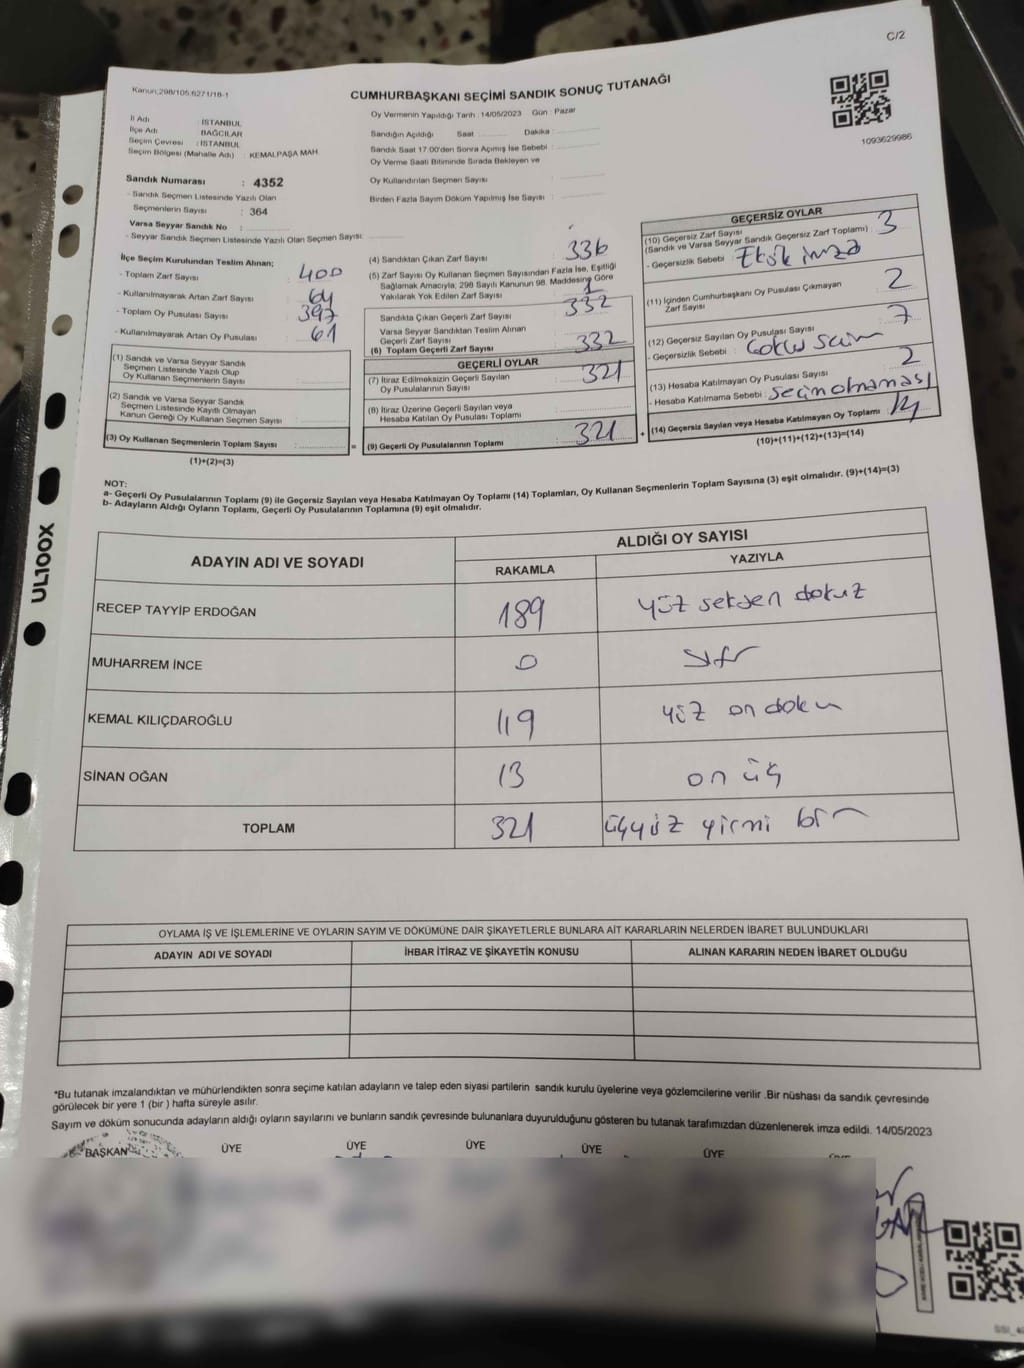 C/2
Kanun:298/105,6271/18-1
CUMHURBAŞKANI SEÇİMİ SANDIK SONUÇ TUTANAĞI
1093629986
İl Adı : İSTANBUL
İlçe Adı : BAĞCILAR
Seçim Çevresi : İSTANBUL
Seçim Bölgesi (Mahalle Adı) : KEMALPAŞA MAH.
Sandık Numarası : 4352
- Sandık Seçmen Listesinde Yazılı Olan
Seçmenlerin Sayısı : 364
Varsa Seyyar Sandık No :
- Seyyar Sandık Seçmen Listesinde Yazılı Olan Seçmen Sayısı:
İlçe Seçim Kurulundan Teslim Alınan;
- Toplam Zarf Sayısı : 400
- Kullanılmayarak Artan Zarf Sayısı : 64
- Toplam Oy Pusulası Sayısı : 397
- Kullanılmayarak Artan Oy Pusulası : 61
(1) Sandık ve Varsa Seyyar Sandık
Seçmen Listesinde Yazılı Olup
Oy Kullanan Seçmenlerin Sayısı :
(2) Sandık ve Varsa Seyyar Sandık
Seçmen Listesinde Kayıtlı Olmayan
Kanun Gereği Oy Kullanan Seçmen Sayısı :
(3) Oy Kullanan Seçmenlerin Toplam Sayısı :
(1)+(2)=(3)
Oy Vermenin Yapıldığı Tarih :14/05/2023 Gün : Pazar
Sandığın Açıldığı Saat : Dakika :
Sandık Saat 17.00'den Sonra Açımış İse Sebebi :
Oy Verme Saati Bitiminde Sırada Bekleyen ve
Oy Kullandırılan Seçmen Sayısı :
Birden Fazla Sayım Döküm Yapılmış İse Sayısı :
(4) Sandıktan Çıkan Zarf Sayısı : 336
(5) Zarf Sayısı Oy Kullanan Seçmen Sayısından Fazla İse, Eşitliği
Sağlamak Amacıyla; 298 Sayılı Kanunun 98. Maddesine Göre
Yakılarak Yok Edilen Zarf Sayısı : 1
Sandıkta Çıkan Geçerli Zarf Sayısı : 332
Varsa Seyyar Sandıktan Teslim Alınan
Geçerli Zarf Sayısı :
(6) Toplam Geçerli Zarf Sayısı : 332
GEÇERLİ OYLAR
(7) İtiraz Edilmeksizin Geçerli Sayılan
Oy Pusulalarının Sayısı : 321
(8) İtiraz Üzerine Geçerli Sayılan veya
Hesaba Katılan Oy Pusulası Toplamı :
= (9) Geçerli Oy Pusulalarının Toplamı : 321
GEÇERSİZ OYLAR
(10) Geçersiz Zarf Sayısı
(Sandık ve Varsa Seyyar Sandık Geçersiz Zarf Toplamı) : 3
- Geçersizlik Sebebi : Eksik imza
(11) İçinden Cumhurbaşkanı Oy Pusulası Çıkmayan
Zarf Sayısı : 2
(12) Geçersiz Sayılan Oy Pusulası Sayısı : 7
- Geçersizlik Sebebi :
(13) Hesaba Katılmayan Oy Pusulası Sayısı : 2
- Hesaba Katılmama Sebebi : seçim olmaması
+ (14) Geçersiz Sayılan veya Hesaba Katılmayan Oy Toplamı : 14
(10)+(11)+(12)+(13)=(14)
NOT:
a- Geçerli Oy Pusulalarının Toplamı (9) ile Geçersiz Sayılan veya Hesaba Katılmayan Oy Toplamı (14) Toplamları, Oy Kullanan Seçmenlerin Toplam Sayısına (3) eşit olmalıdır. (9)+(14)=(3)
b- Adayların Aldığı Oyların Toplamı, Geçerli Oy Pusulalarının Toplamına (9) eşit olmalıdır.
ADAYIN ADI VE SOYADI ALDIĞI OY SAYISI
RAKAMLA YAZIYLA
RECEP TAYYİP ERDOĞAN 189 yüz seksen dokuz
MUHARREM İNCE 0 sıfır
KEMAL KILIÇDAROĞLU 119 yüz on dokuz
SİNAN OĞAN 13 on üç
TOPLAM 321 üçyüz yirmi bir
OYLAMA İŞ VE İŞLEMLERİNE VE OYLARIN SAYIM VE DÖKÜMÜNE DAİR ŞİKAYETLERLE BUNLARA AİT KARARLARIN NELERDEN İBARET BULUNDUKLARI
ADAYIN ADI VE SOYADI İHBAR İTİRAZ VE ŞİKAYETİN KONUSU ALINAN KARARIN NEDEN İBARET OLDUĞU
*Bu tutanak imzalandıktan ve mühürlendikten sonra seçime katılan adayların ve talep eden siyasi partilerin sandık kurulu üyelerine veya gözlemcilerine verilir .Bir nüshası da sandık çevresinde
görülecek bir yere 1 (bir ) hafta süreyle asılır.
Sayım ve döküm sonucunda adayların aldığı oyların sayılarını ve bunların sandık çevresinde bulunanlara duyurulduğunu gösteren bu tutanak tarafımızdan düzenlenerek imza edildi. 14/05/2023
BAŞKAN ÜYE ÜYE ÜYE ÜYE ÜYE ÜYE
UL100X